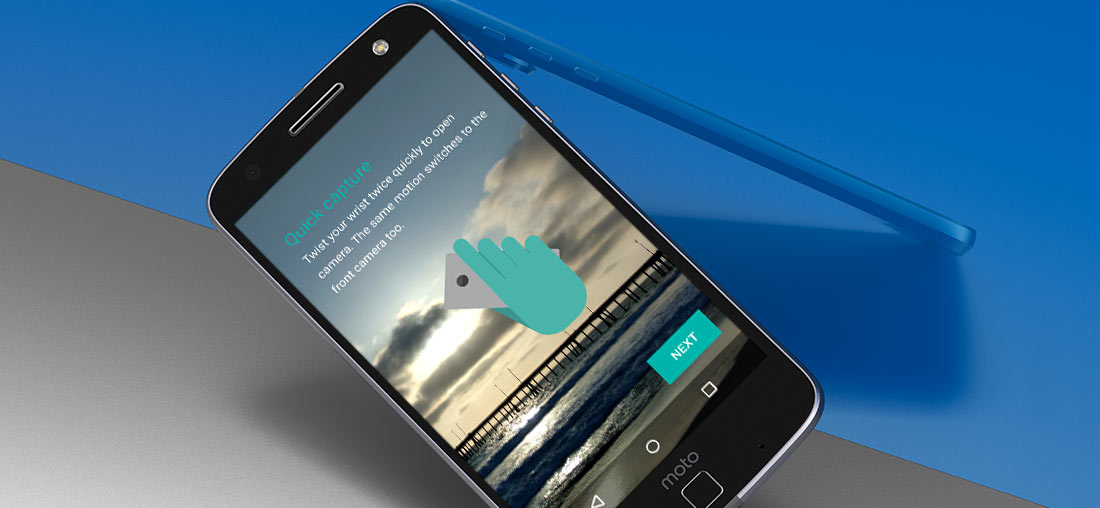 Quick capture
Twist your wrist twice quickly to open
camera. The same motion switches to the
front camera too.
NEXT
moto